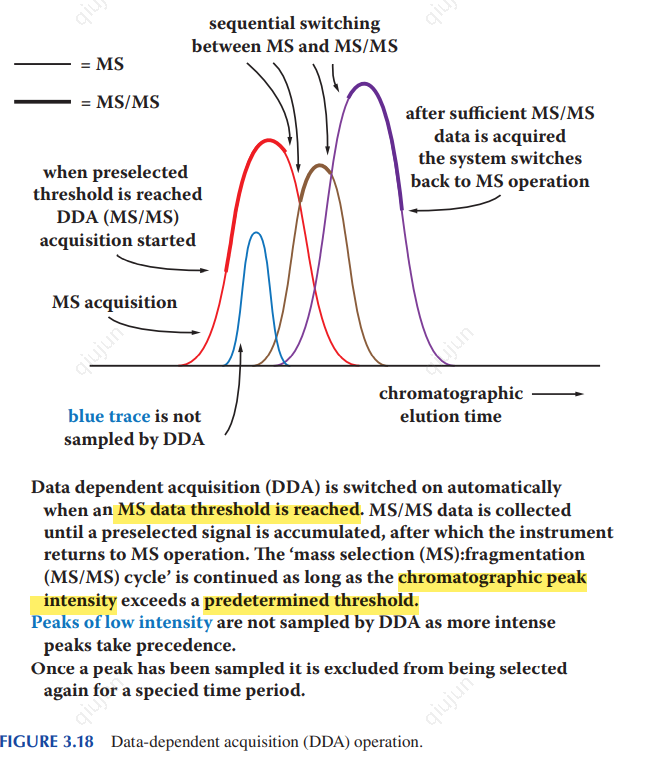 qiujun
qiujun
sequential switching
between MS and MS/MS
= MS
= MS/MS
after sufficient MS/MS
data is acquired
the system switches
back to MS operation
when preselected
threshold is reached
DDA (MS/MS)
acquisition started
MS acquisition
qiujun
qiujun
chromatographic
elution time
blue trace is not
sampled by DDA
Data dependent acquisition (DDA) is switched on automatically
when an MS data threshold is reached. MS/MS data is collected
until a preselected signal is accumulated, after which the instrument
returns to MS operation. The ‘mass selection (MS):fragmentation
(MS/MS) cycle’ is continued as long as the chromatographic peak
intensity exceeds a predetermined threshold.
Peaks of low intensity are not sampled by DDA as more intense
peaks take precedence.
Once a peak has been sampled it is excluded from being selected
again for a specied time period.
qiujun
qiujun
FIGURE 3.18 Data-dependent acquisition (DDA) operation.